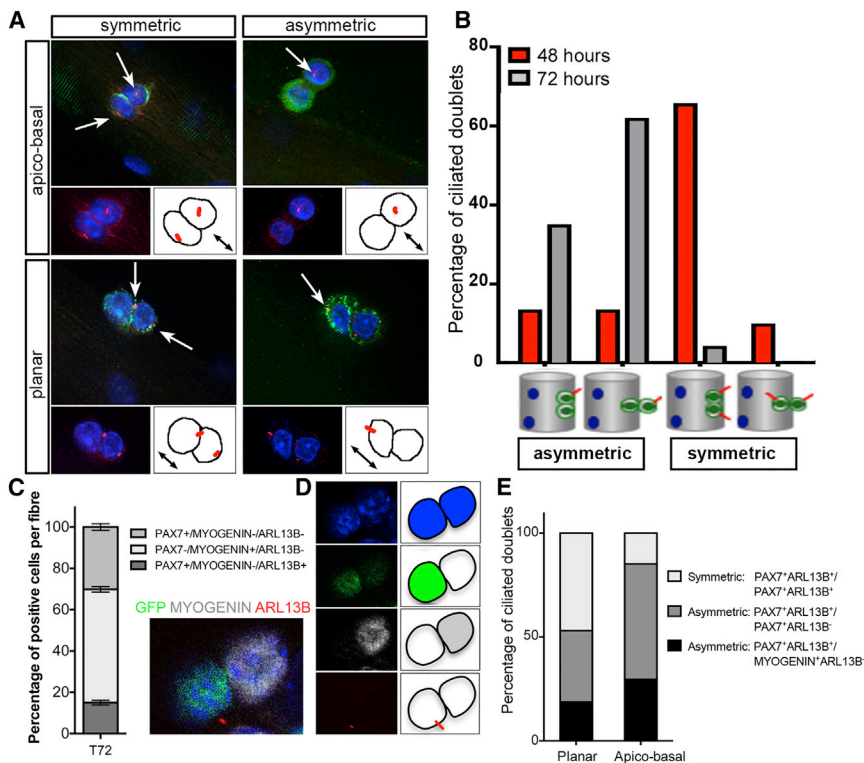 A
symmetric
asymmetric
apico-basal
planar
B
48 hours
72 hours
Percentage of ciliated doublets
80
60
40
20
0
asymmetric
symmetric
C
Percentage of positive cells per fibre
100
80
60
40
20
0
T72
PAX7+/MYOGENIN-/ARL13B-
PAX7-/MYOGENIN+/ARL13B-
PAX7+/MYOGENIN-/ARL13B+
GFP MYOGENIN ARL13B
D
E
Percentage of ciliated doublets
100
50
0
Planar Apico-basal
Symmetric: PAX7⁺ARL13B⁺/
PAX7⁺ARL13B⁺
Asymmetric: PAX7⁺ARL13B⁺/
PAX7⁺ARL13B⁻
Asymmetric: PAX7⁺ARL13B⁺/
MYOGENIN⁺ARL13B⁻